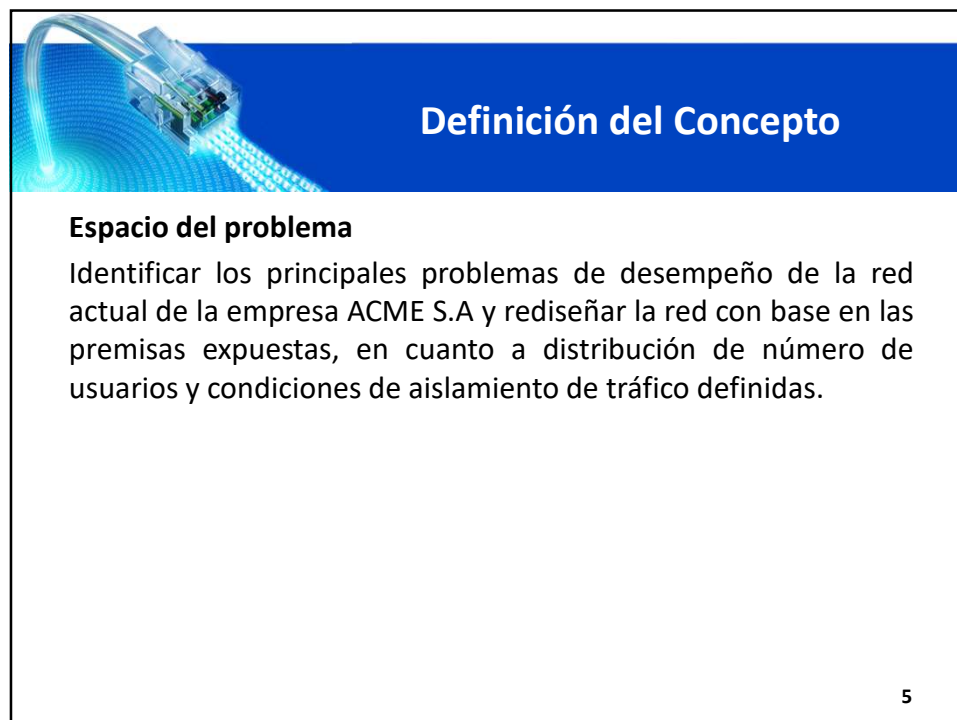 Definición del Concepto
Espacio del problema
Identificar los principales problemas de desempeño de la red
actual de la empresa ACME S.A y rediseñar la red con base en las
premisas expuestas, en cuanto a distribución de número de
usuarios y condiciones de aislamiento de tráfico definidas.
5